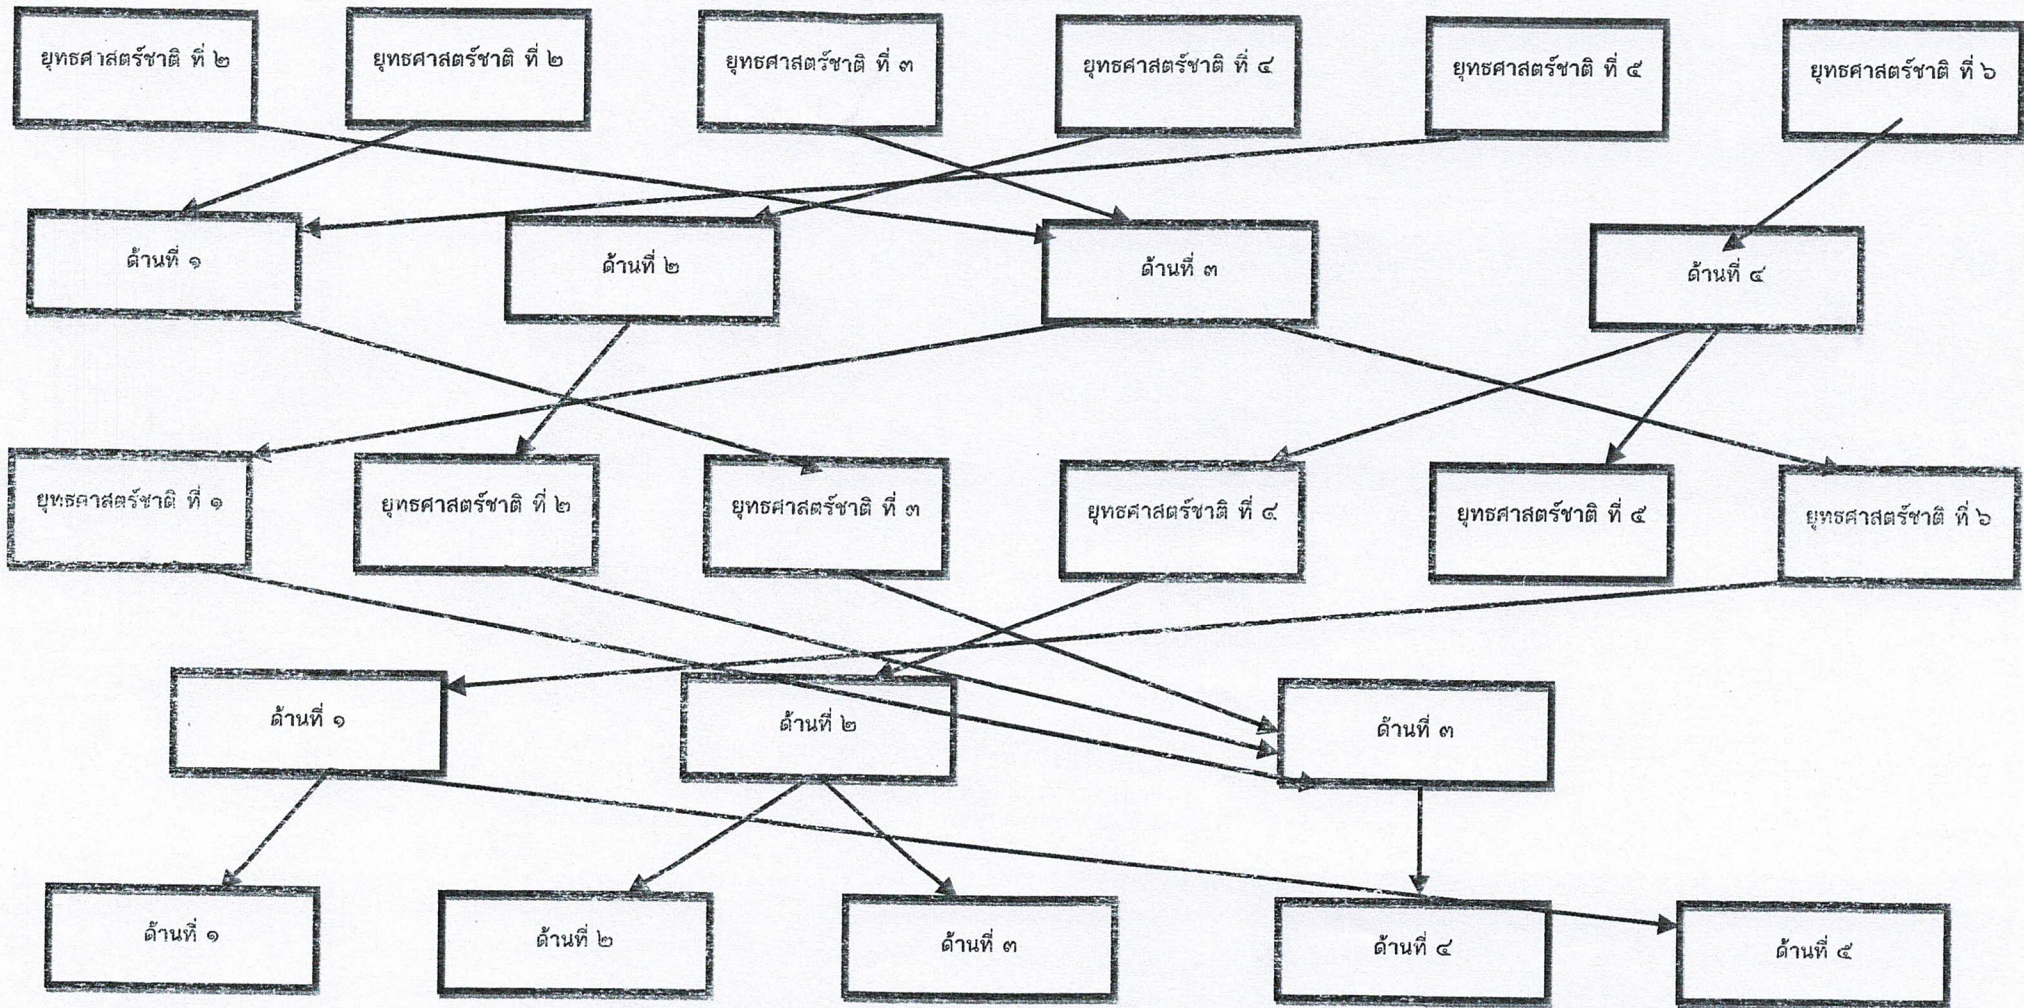 ยุทธศาสตร์ชาติ ที่ ๒
ยุทธศาสตร์ชาติ ที่ ๒
ยุทธศาสตร์ชาติ ที่ ๓
ยุทธศาสตร์ชาติ ที่ ๔
ยุทธศาสตร์ชาติ ที่ ๕
ยุทธศาสตร์ชาติ ที่ ๖
ด้านที่ ๑
ด้านที่ ๒
ด้านที่ ๓
ด้านที่ ๔
ยุทธศาสตร์ชาติ ที่ ๑
ยุทธศาสตร์ชาติ ที่ ๒
ยุทธศาสตร์ชาติ ที่ ๓
ยุทธศาสตร์ชาติ ที่ ๔
ยุทธศาสตร์ชาติ ที่ ๕
ยุทธศาสตร์ชาติ ที่ ๖
ด้านที่ ๑
ด้านที่ ๒
ด้านที่ ๓
ด้านที่ ๑
ด้านที่ ๒
ด้านที่ ๓
ด้านที่ ๔
ด้านที่ ๕